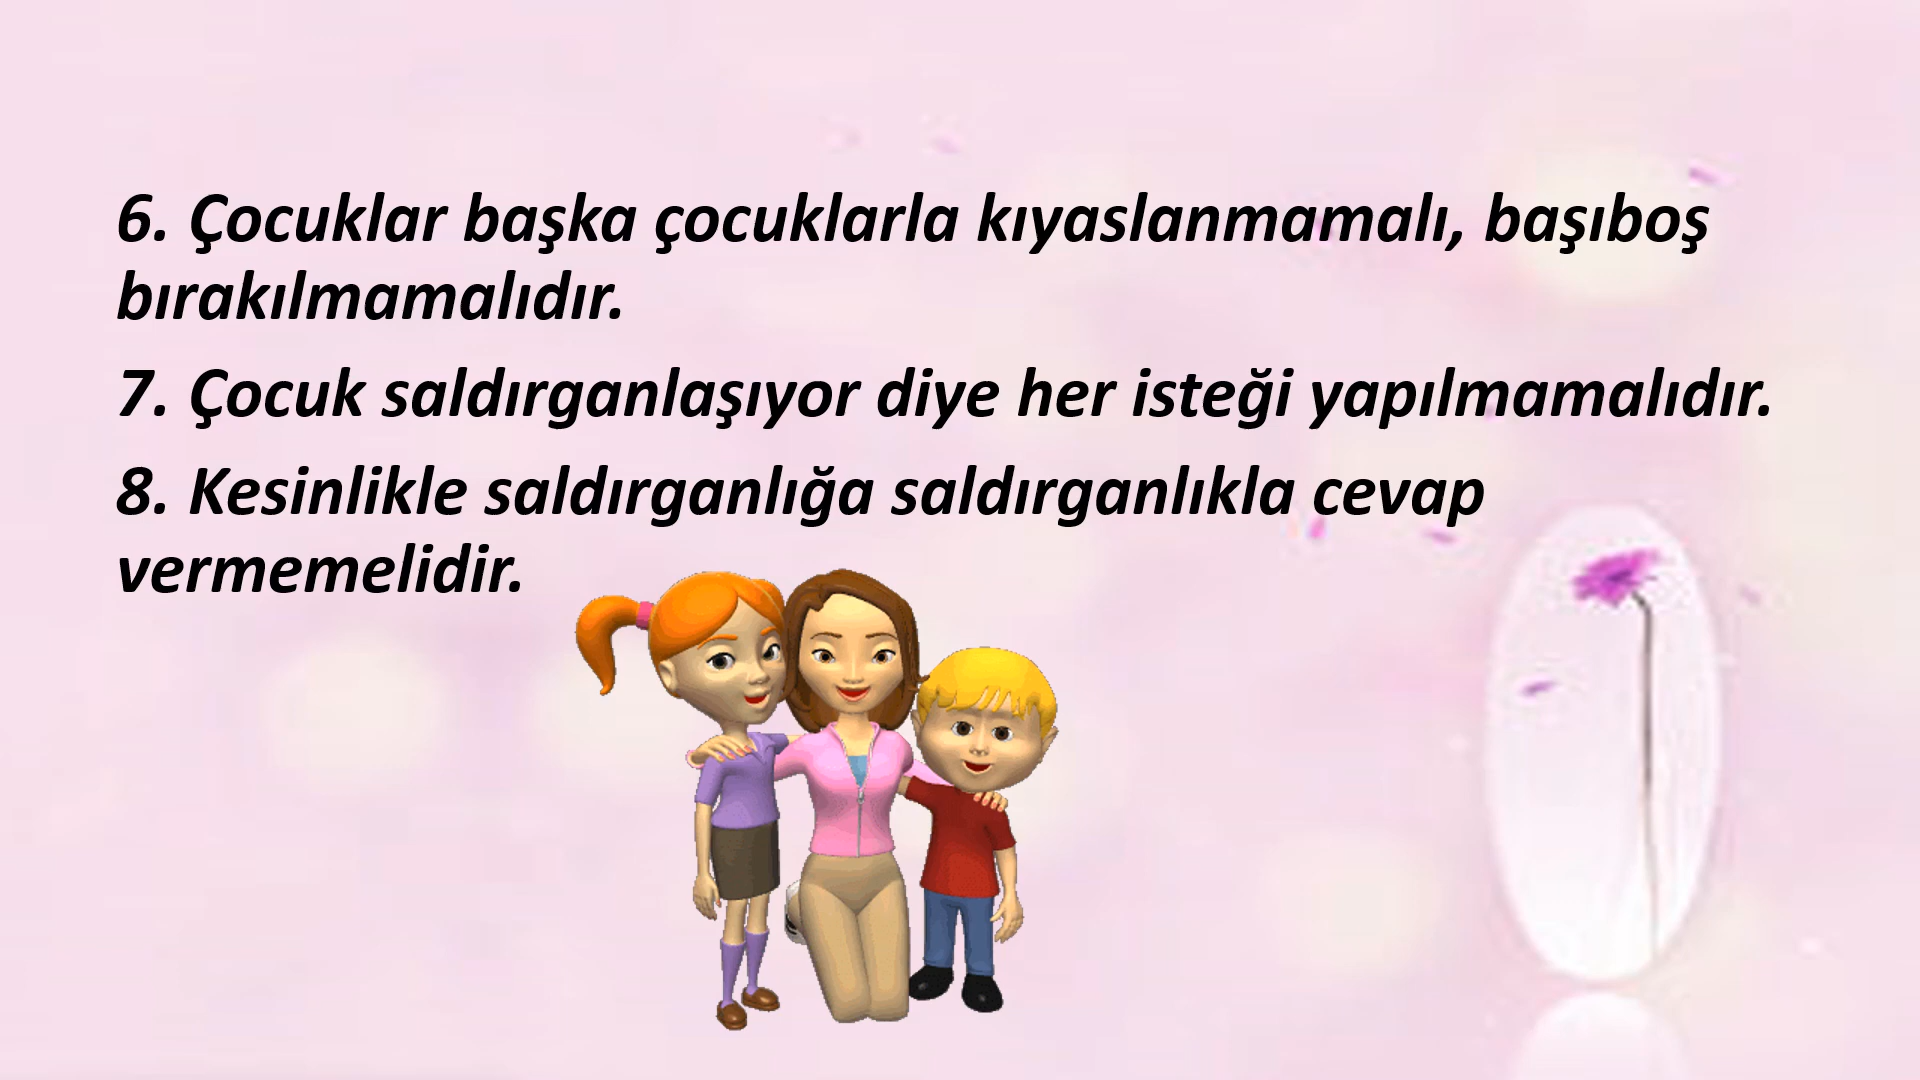 6. Çocuklar başka çocuklarla kıyaslanmamalı, başıboş
bırakılmamalıdır.
7. Çocuk saldırganlaşıyor diye her isteği yapılmamalıdır.
8. Kesinlikle saldırganlığa saldırganlıkla cevap
vermemelidir.